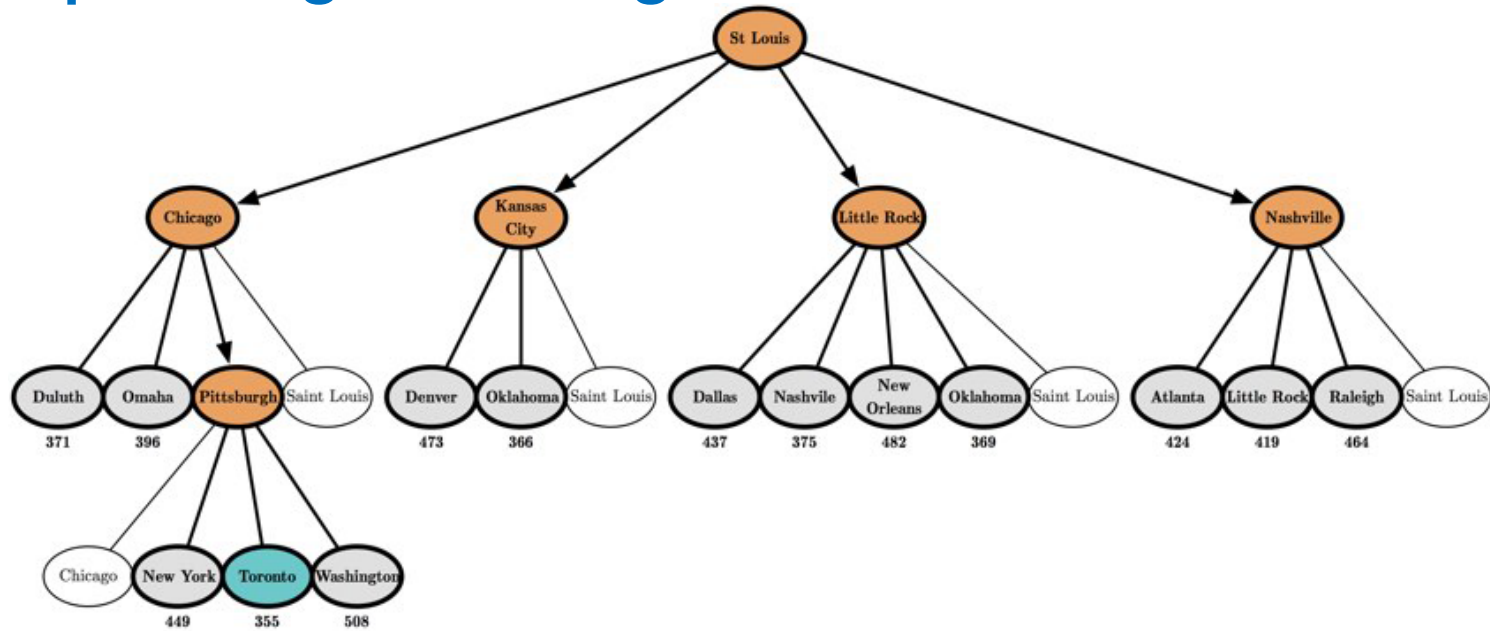 St Louis
Chicago
Kansas
City
Little Rock
Nashville
Duluth
Omaha
Pittsburgh
Saint Louis
Denver
Oklahoma
Saint Louis
Dallas
Nashvile
New
Orleans
Oklahoma
Saint Louis
Atlanta
Little Rock
Raleigh
Saint Louis
371
396
473
366
437
375
482
369
424
419
464
Chicago
New York
Toronto
Washington
449
355
508